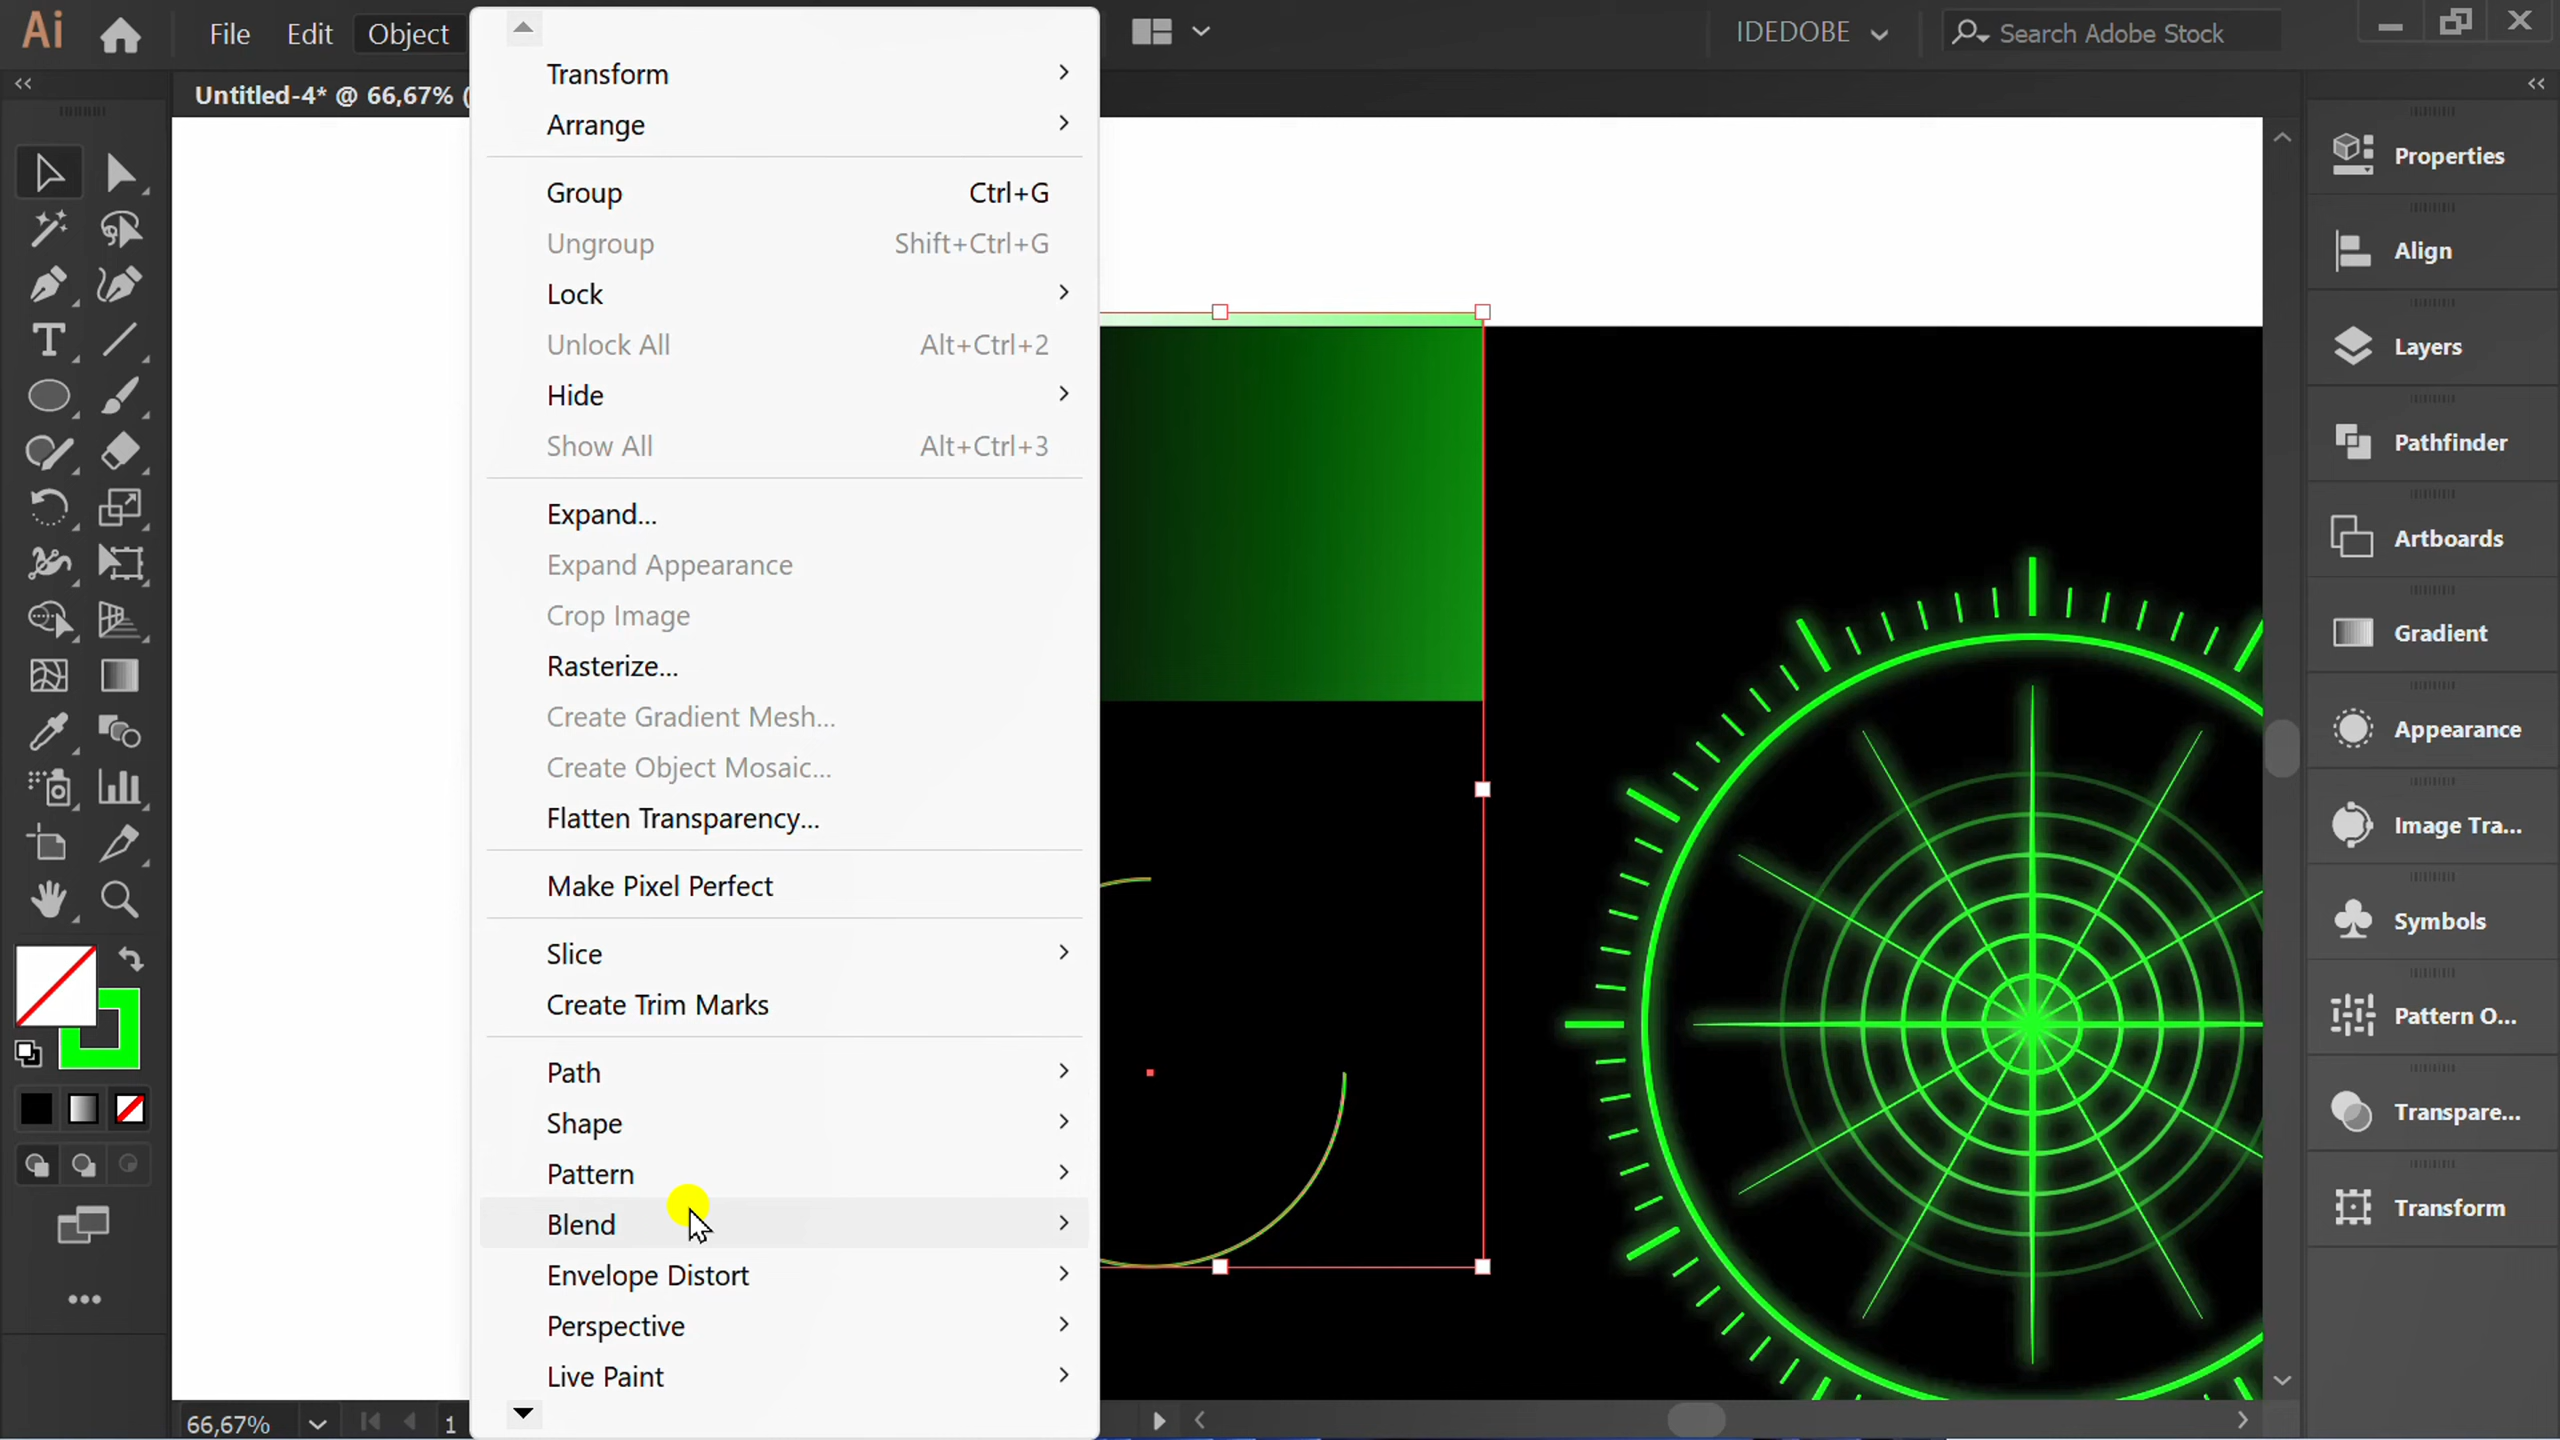 Ai
File
Edit
Object
IDEDOBE
Search Adobe Stock
Untitled-4* @ 66,67% (
Transform
Arrange
Group Ctrl+G
Ungroup Shift+Ctrl+G
Lock
Unlock All Alt+Ctrl+2
Hide
Show All Alt+Ctrl+3
Expand...
Expand Appearance
Crop Image
Rasterize...
Create Gradient Mesh...
Create Object Mosaic...
Flatten Transparency...
Make Pixel Perfect
Slice
Create Trim Marks
Path
Shape
Pattern
Blend
Envelope Distort
Perspective
Live Paint
Properties
Align
Layers
Pathfinder
Artboards
Gradient
Appearance
Image Tra...
Symbols
Pattern O...
Transpare...
Transform
66,67%
1